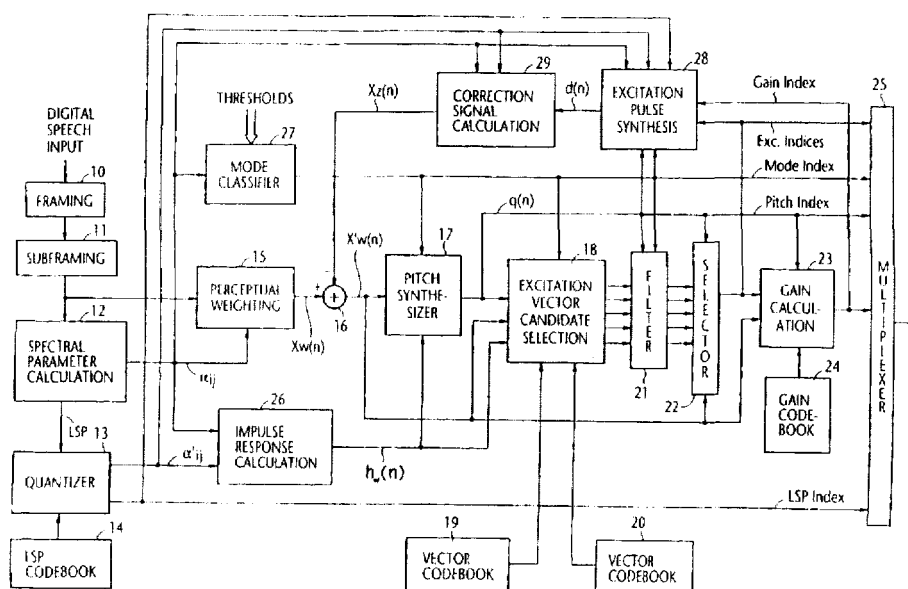 29
28
Gain Index
25
Xz(n)
CORRECTION
SIGNAL
CALCULATION
d(n)
EXCITATION
PULSE
SYNTHESIS
Exc. Indices
DIGITAL
SPEECH
INPUT
THRESHOLDS
27
MODE
CLASSIFIER
Mode Index
10
FRAMING
q(n)
Pitch Index
11
SUBFRAMING
15
PERCEPTUAL
WEIGHTING
+
16
X'w(n)
Xw(n)
17
PITCH
SYNTHE-
SIZER
18
EXCITATION
VECTOR
CANDIDATE
SELECTION
FILTER
21
SELECTOR
22
23
GAIN
CALCUL-
ATION
MULTIPLEXER
12
SPECTRAL
PARAMETER
CALCULATION
αij
24
GAIN
CODE-
BOOK
LSP
26
IMPULSE
RESPONSE
CALCULATION
hw(n)
13
QUANTIZER
α'ij
LSP Index
14
LSP
CODEBOOK
19
VECTOR
CODEBOOK
20
VECTOR
CODEBOOK